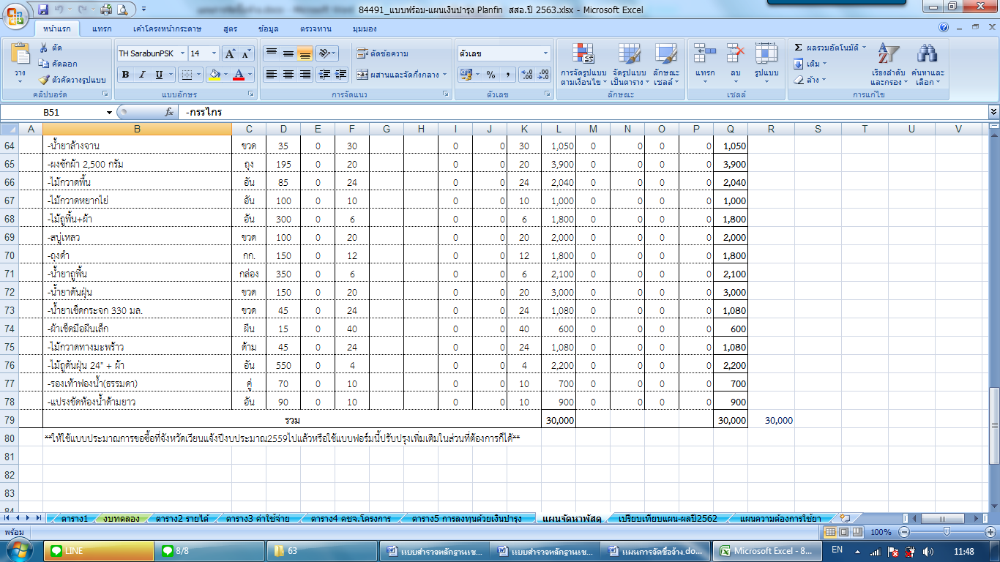 84491_แบบฟร้อม-แผนเงินบำรุง Planfin สสอ.ปี 2563.xlsx - Microsoft Excel
หน้าแรก แทรก เค้าโครงหน้ากระดาษ สูตร ข้อมูล ตรวจทาน มุมมอง
วาง ตัด คัดลอก ตัวคัดวางรูปแบบ คลิปบอร์ด
TH SarabunPSK 14 B I U แบบอักษร
ตัดข้อความ ผสานและจัดกึ่งกลาง การจัดแนว
ตัวเลข % , ตัวเลข
การจัดรูปแบบตามเงื่อนไข จัดรูปแบบเป็นตาราง ลักษณะเซลล์ ลักษณะ
แทรก ลบ รูปแบบ เซลล์
Σ ผลรวมอัตโนมัติ เติม ล้าง เรียงลำดับและกรอง ค้นหาและเลือก การแก้ไข
B51 fx -กรรไกร
A B C D E F G H I J K L M N O P Q R S T U V
64 -น้ำยาล้างจาน ขวด 35 0 30 0 0 30 1,050 0 0 0 0 1,050
65 -ผงซักผ้า 2,500 กรัม ถุง 195 0 20 0 0 20 3,900 0 0 0 0 3,900
66 -ไม้กวาดพื้น อัน 85 0 24 0 0 24 2,040 0 0 0 0 2,040
67 -ไม้กวาดหยากไย่ อัน 100 0 10 0 0 10 1,000 0 0 0 0 1,000
68 -ไม้ถูพื้น+ผ้า อัน 300 0 6 0 0 6 1,800 0 0 0 0 1,800
69 -สบู่เหลว ขวด 100 0 20 0 0 20 2,000 0 0 0 0 2,000
70 -ถุงดำ กก. 150 0 12 0 0 12 1,800 0 0 0 0 1,800
71 -น้ำยาถูพื้น กล่อง 350 0 6 0 0 6 2,100 0 0 0 0 2,100
72 -น้ำยาดันฝุ่น ขวด 150 0 20 0 0 20 3,000 0 0 0 0 3,000
73 -น้ำยาเช็ดกระจก 330 มล. ขวด 45 0 24 0 0 24 1,080 0 0 0 0 1,080
74 -ผ้าเช็ดมือผืนเล็ก ผืน 15 0 40 0 0 40 600 0 0 0 0 600
75 -ไม้กวาดทางมะพร้าว ด้าม 45 0 24 0 0 24 1,080 0 0 0 0 1,080
76 -ไม้ถูดันฝุ่น 24" + ผ้า อัน 550 0 4 0 0 4 2,200 0 0 0 0 2,200
77 -รองเท้าฟองน้ำ(ธรรมดา) คู่ 70 0 10 0 0 10 700 0 0 0 0 700
78 -แปรงขัดห้องน้ำด้ามยาว อัน 90 0 10 0 0 10 900 0 0 0 0 900
79 รวม 30,000 30,000 30,000
80 **ให้ใช้แบบประมาณการขอซื้อที่จังหวัดเวียนแจ้งปีงบประมาณ2559ไปแล้วหรือใช้แบบฟอร์มนี้ปรับปรุงเพิ่มเติมในส่วนที่ต้องการก็ได้**
81
82
83
84
ตาราง1 งบทดลอง ตาราง2 รายได้ ตาราง3 ค่าใช้จ่าย ตาราง4 คชจ.โครงการ ตาราง5 การลงทุนด้วยเงินบำรุง แผนจัดหาพัสดุ เปรียบเทียบแผน-ผลปี2562 แผนความต้องการใช้ยา
พร้อม 100%
LINE 8/8 63 แบบสำรวจหลักฐานเช... แบบสำรวจหลักฐานเช... แผนการจัดซื้อจ้าง.do... Microsoft Excel - 8... EN 11:48